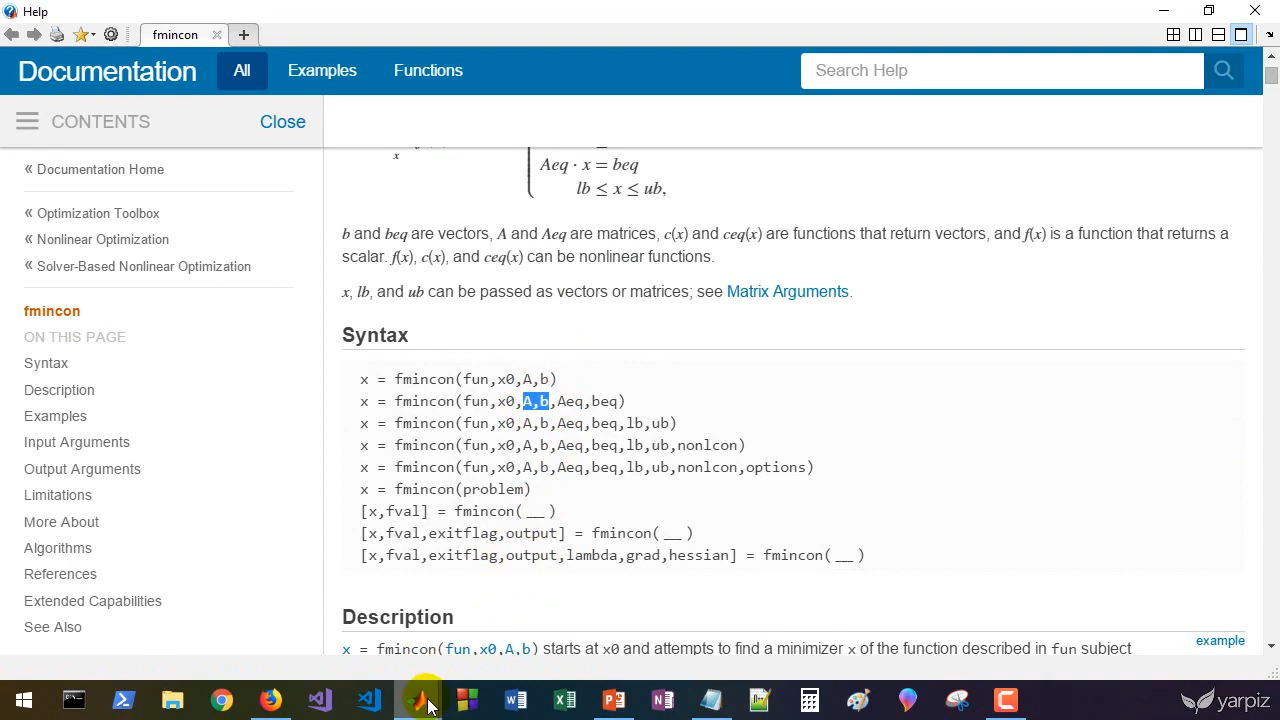 Help
fmincon
Documentation
All
Examples
Functions
Search Help
CONTENTS
Close
« Documentation Home
« Optimization Toolbox
« Nonlinear Optimization
« Solver-Based Nonlinear Optimization
fmincon
ON THIS PAGE
Syntax
Description
Examples
Input Arguments
Output Arguments
Limitations
More About
Algorithms
References
Extended Capabilities
See Also
x
Aeq · x = beq
lb ≤ x ≤ ub,
b and beq are vectors, A and Aeq are matrices, c(x) and ceq(x) are functions that return vectors, and f(x) is a function that returns a
scalar. f(x), c(x), and ceq(x) can be nonlinear functions.
x, lb, and ub can be passed as vectors or matrices; see Matrix Arguments.
Syntax
x = fmincon(fun,x0,A,b)
x = fmincon(fun,x0,A,b,Aeq,beq)
x = fmincon(fun,x0,A,b,Aeq,beq,lb,ub)
x = fmincon(fun,x0,A,b,Aeq,beq,lb,ub,nonlcon)
x = fmincon(fun,x0,A,b,Aeq,beq,lb,ub,nonlcon,options)
x = fmincon(problem)
[x,fval] = fmincon(__)
[x,fval,exitflag,output] = fmincon(__)
[x,fval,exitflag,output,lambda,grad,hessian] = fmincon(__)
Description
example
x = fmincon(fun,x0,A,b) starts at x0 and attempts to find a minimizer x of the function described in fun subject
yarpiz